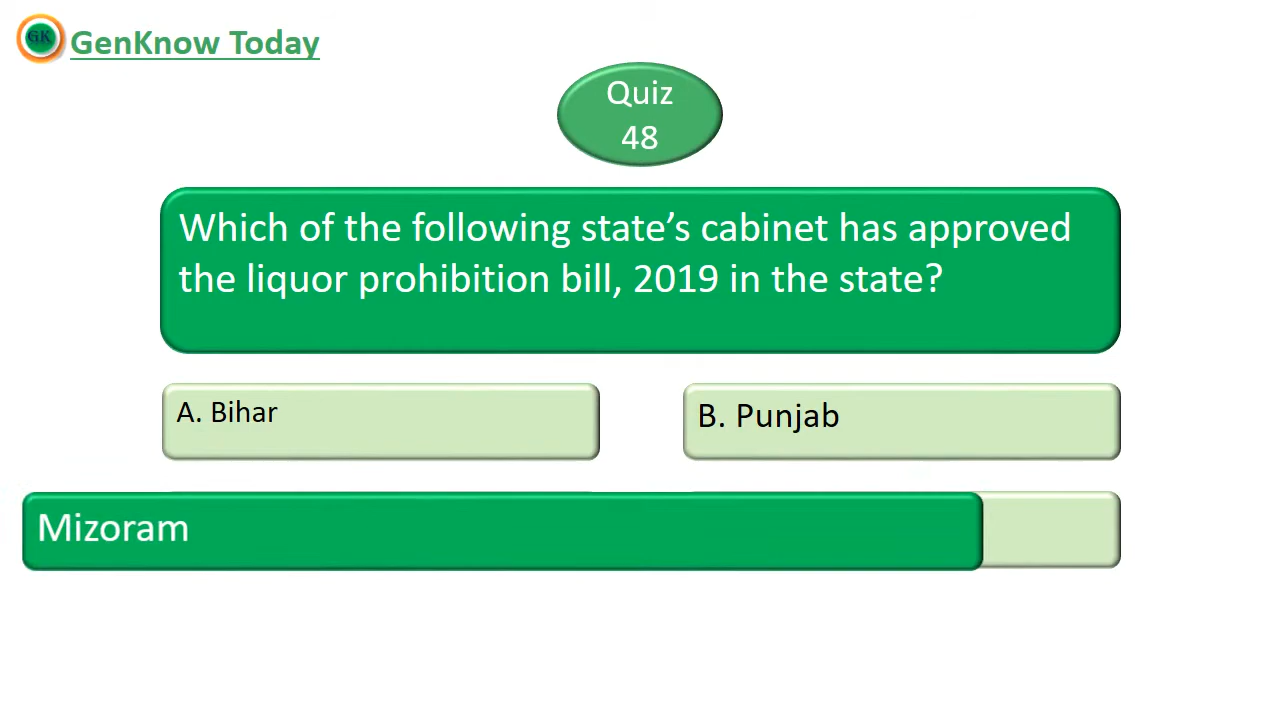 GK
GenKnow Today
Quiz
48
Which of the following state’s cabinet has approved
the liquor prohibition bill, 2019 in the state?
A. Bihar
B. Punjab
Mizoram